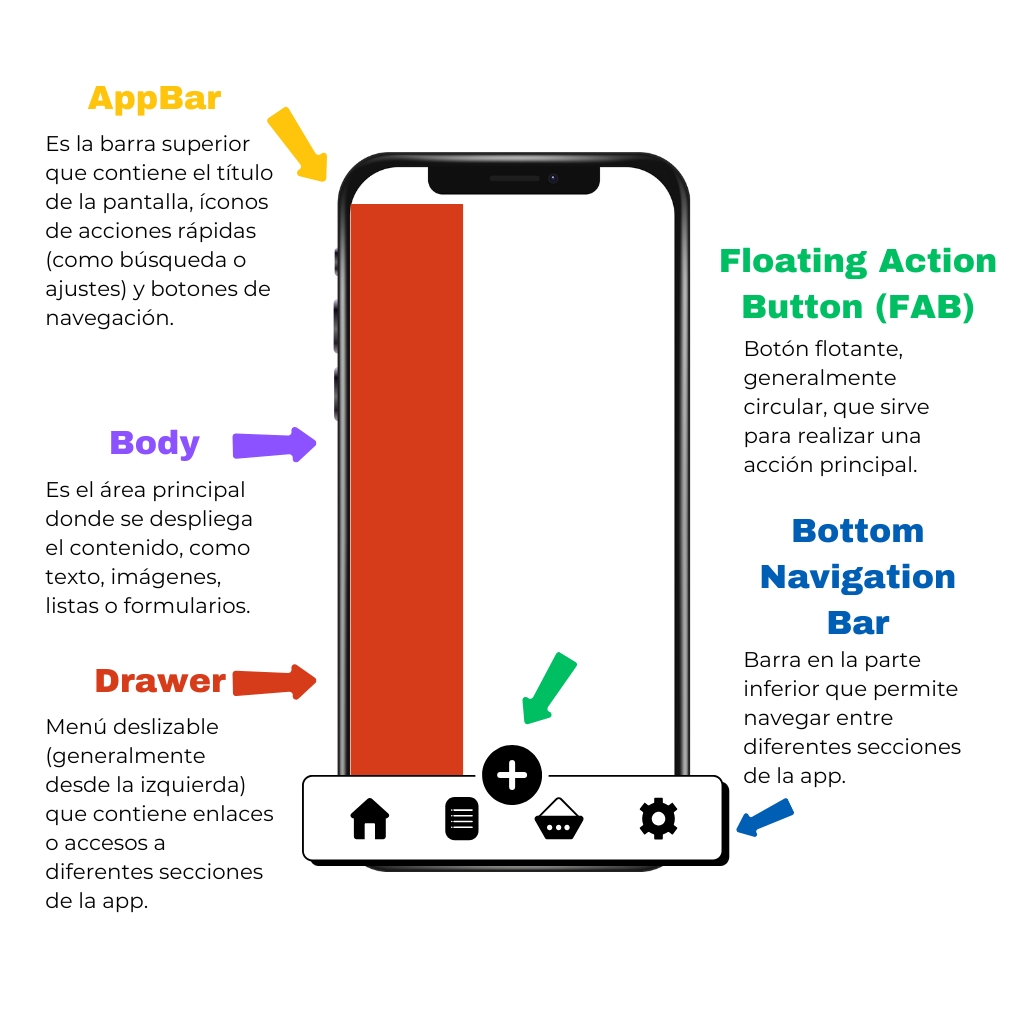 AppBar
Es la barra superior
que contiene el título
de la pantalla, íconos
de acciones rápidas
(como búsqueda o
ajustes) y botones de
navegación.
Body
Es el área principal
donde se despliega
el contenido, como
texto, imágenes,
listas o formularios.
Drawer
Menú deslizable
(generalmente
desde la izquierda)
que contiene enlaces
o accesos a
diferentes secciones
de la app.
Floating Action
Button (FAB)
Botón flotante,
generalmente
circular, que sirve
para realizar una
acción principal.
Bottom
Navigation
Bar
Barra en la parte
inferior que permite
navegar entre
diferentes secciones
de la app.